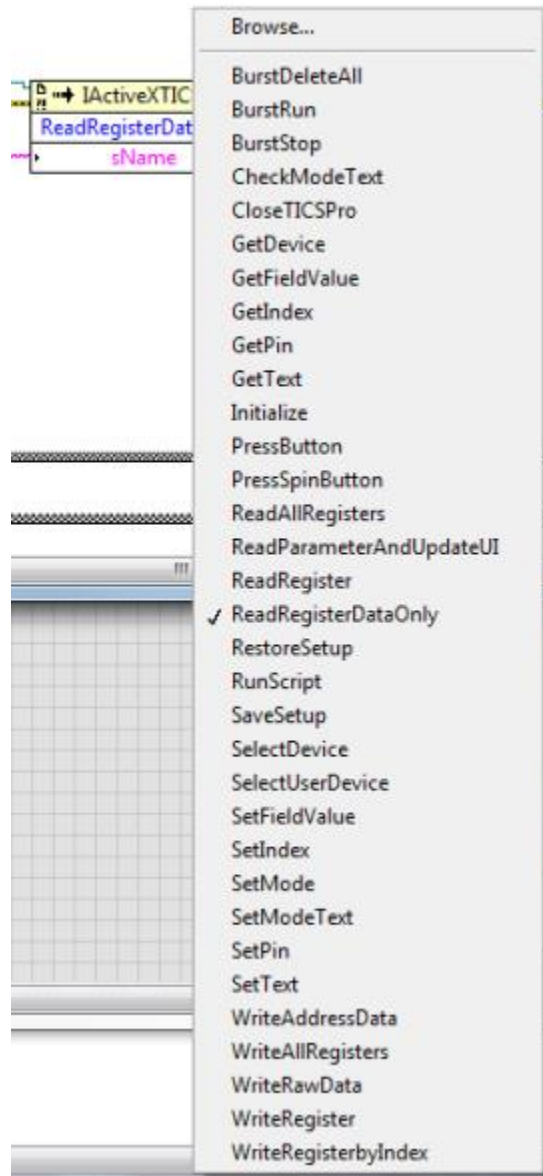 Browse...
IActiveXTIC
ReadRegisterDat
sName
BurstDeleteAll
BurstRun
BurstStop
CheckModeText
CloseTICSPro
GetDevice
GetFieldValue
GetIndex
GetPin
GetText
Initialize
PressButton
PressSpinButton
ReadAllRegisters
ReadParameterAndUpdateUI
ReadRegister
ReadRegisterDataOnly
RestoreSetup
RunScript
SaveSetup
SelectDevice
SelectUserDevice
SetFieldValue
SetIndex
SetMode
SetModeText
SetPin
SetText
WriteAddressData
WriteAllRegisters
WriteRawData
WriteRegister
WriteRegisterbyIndex